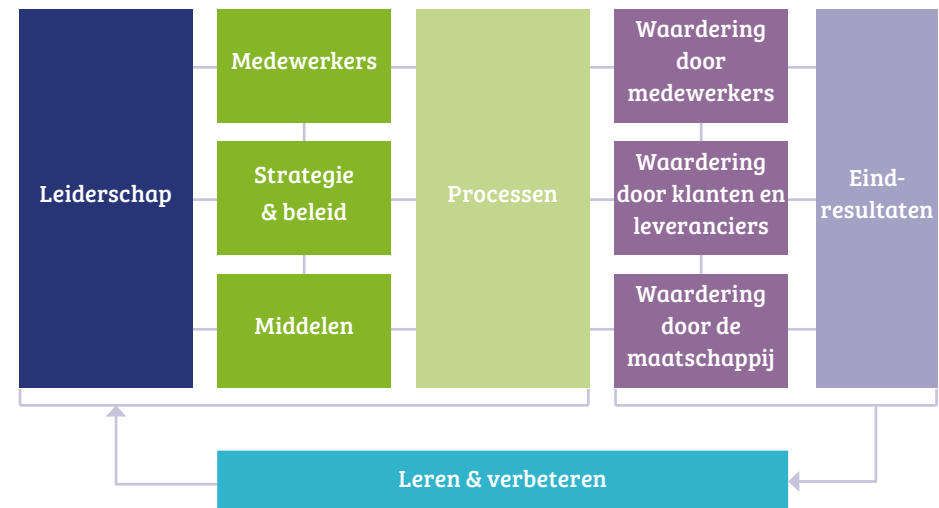 Leiderschap
Medewerkers
Strategie
& beleid
Middelen
Processen
Waardering
door
medewerkers
Waardering
door klanten en
leveranciers
Waardering
door de
maatschappij
Eind-
resultaten
Leren & verbeteren